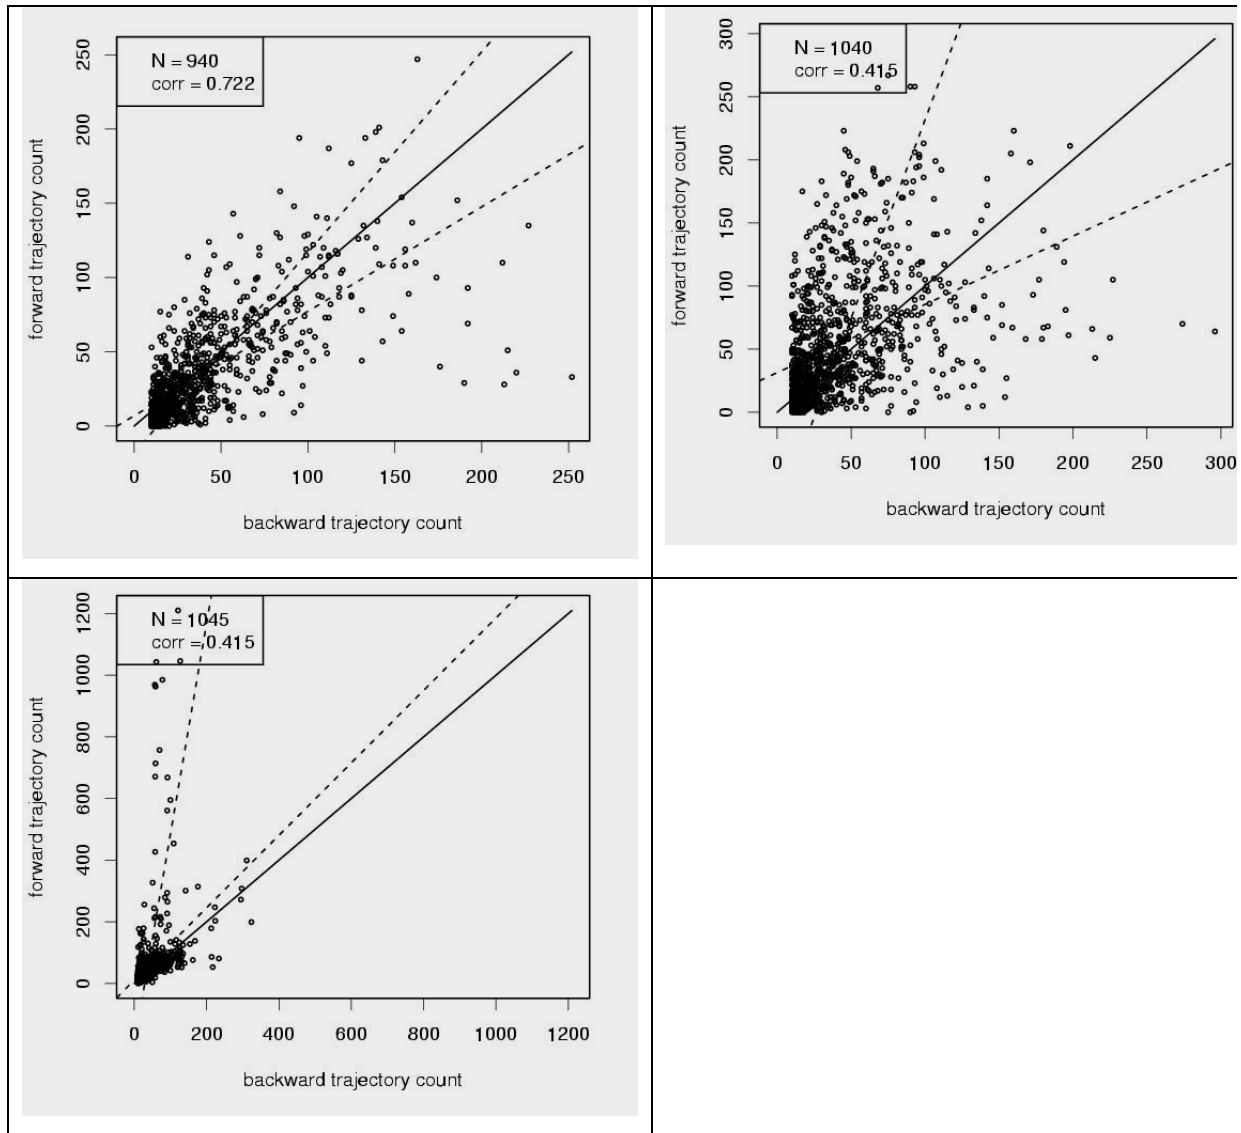 N = 940
corr = 0.722
250
200
150
100
50
0
forward trajectory count
0 50 100 150 200 250
backward trajectory count
N = 1040
corr = 0.415
300
250
200
150
100
50
0
forward trajectory count
0 50 100 150 200 250 300
backward trajectory count
N = 1045
corr = 0.415
1200
1000
800
600
400
200
0
forward trajectory count
0 200 400 600 800 1000 1200
backward trajectory count